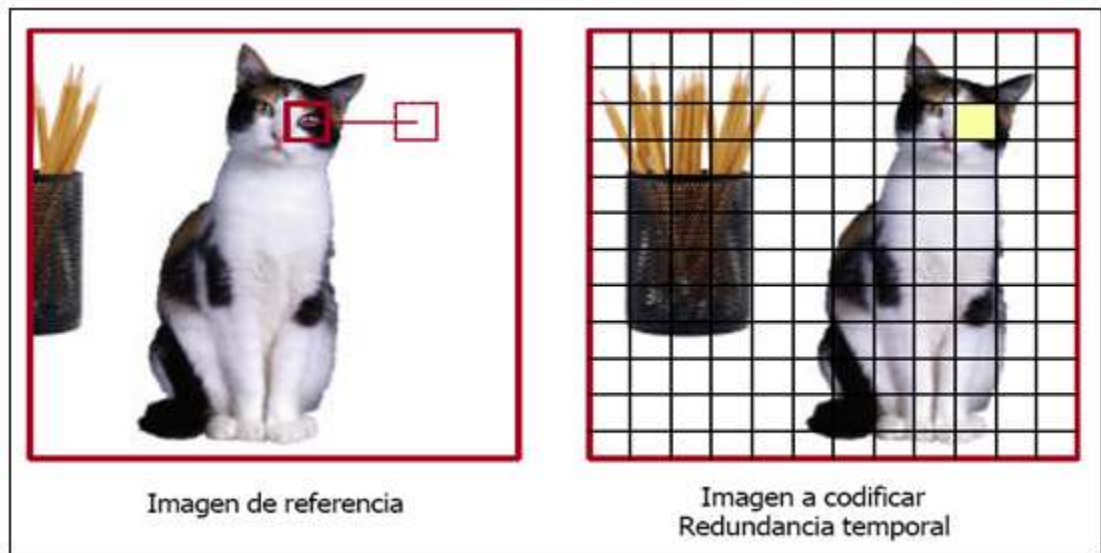 Imagen de referencia
Imagen a codificar
Redundancia temporal